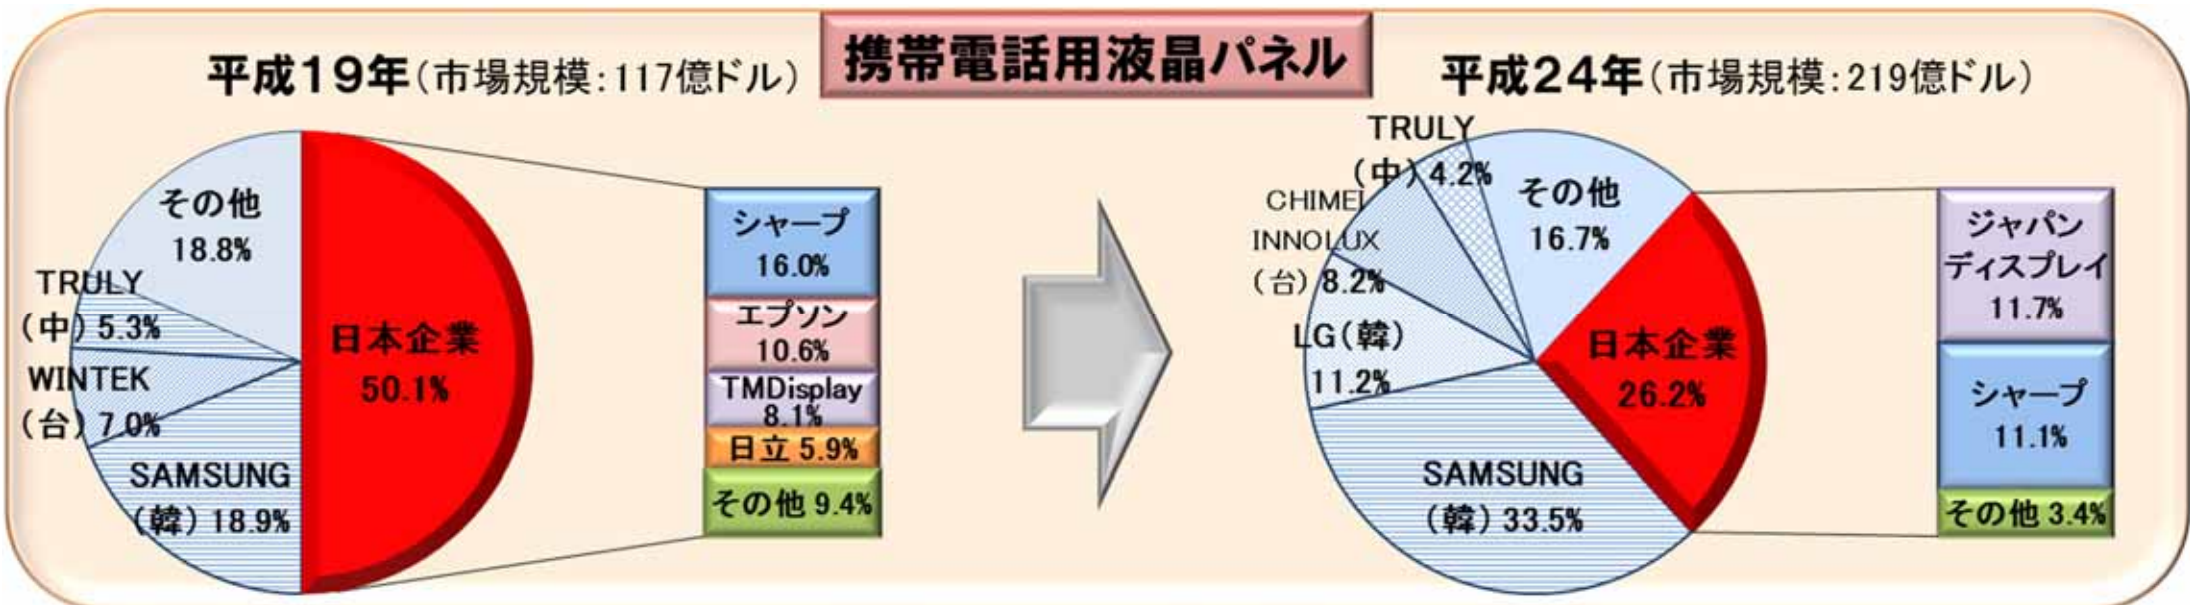 携帯電話用液晶パネル
平成19年(市場規模:117億ドル)
その他
18.8%
TRULY
(中) 5.3%
WINTEK
(台) 7.0%
SAMSUNG
(韓) 18.9%
日本企業
50.1%
シャープ
16.0%
エプソン
10.6%
TMDisplay
8.1%
日立 5.9%
その他 9.4%
平成24年(市場規模:219億ドル)
TRULY
(中) 4.2%
CHIMEI
INNOLUX
(台) 8.2%
LG(韓)
11.2%
SAMSUNG
(韓) 33.5%
その他
16.7%
日本企業
26.2%
ジャパン
ディスプレイ
11.7%
シャープ
11.1%
その他 3.4%